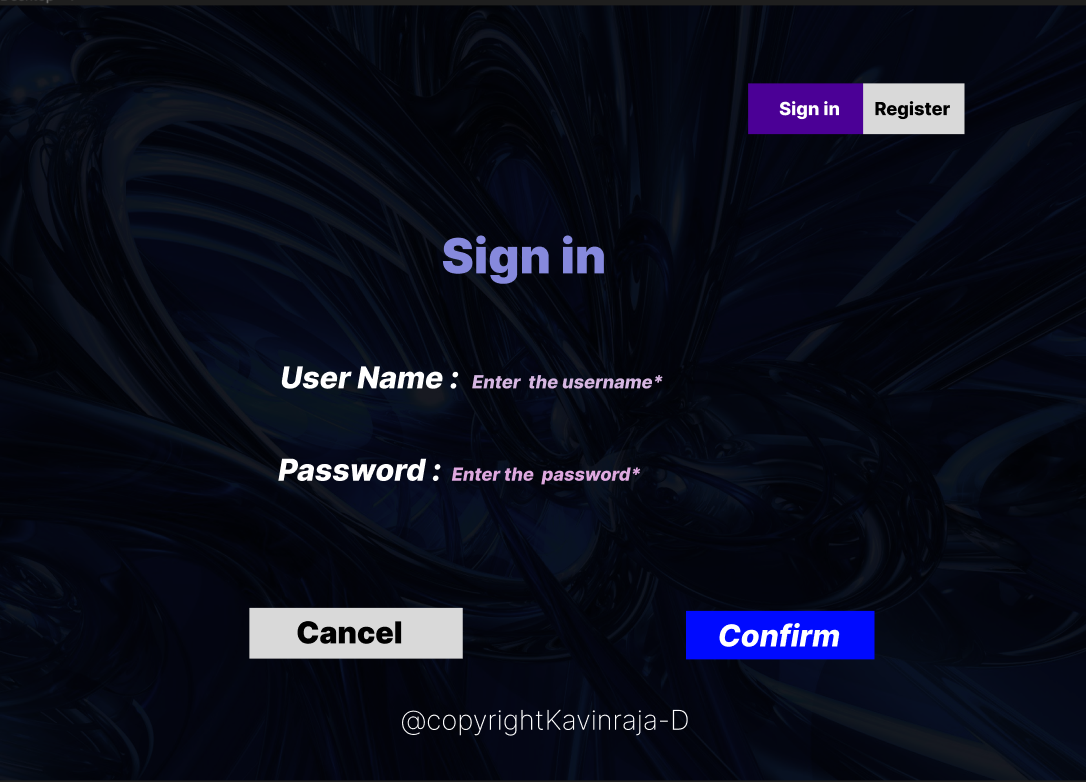 Sign in Register
Sign in
User Name : Enter the username*
Password : Enter the password*
Cancel Confirm
@copyrightKavinraja-D